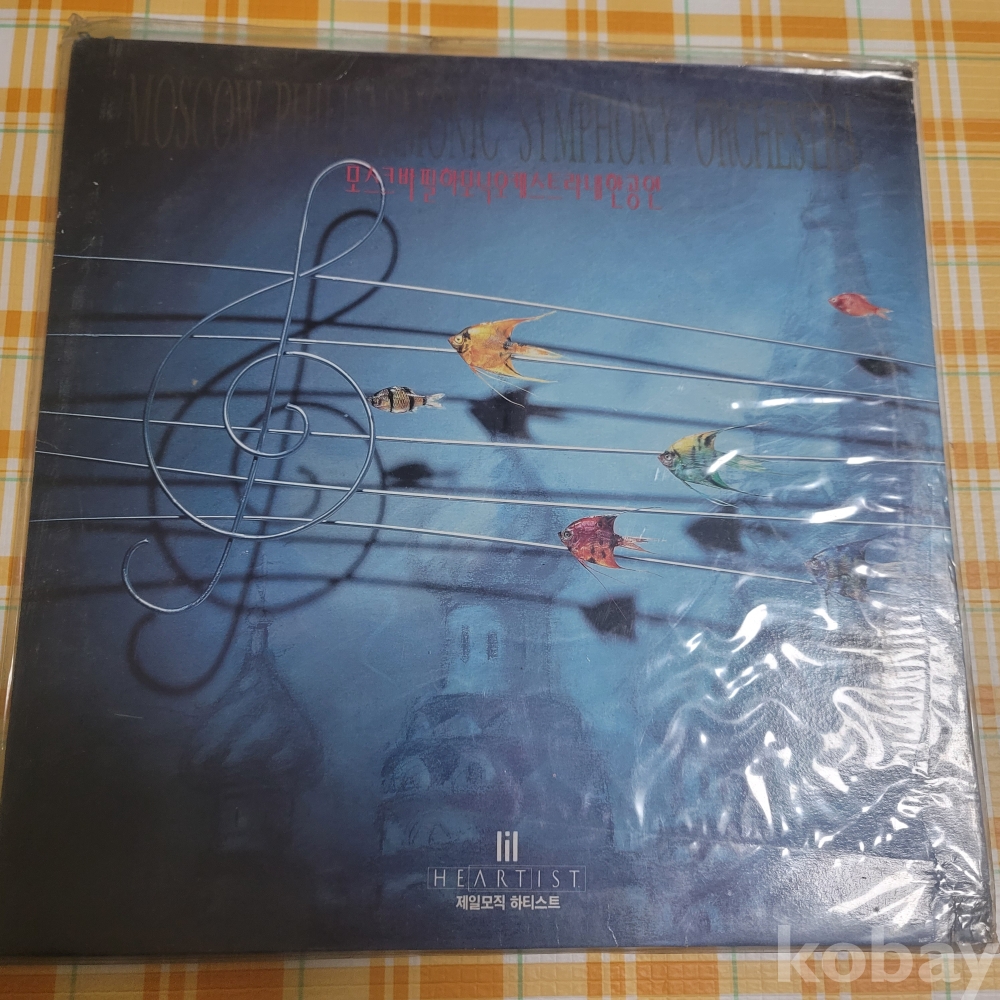 MOSCOW PHILHARMONIC SYMPHONY ORCHESTRA
모스크바 필하모닉오케스트라 내한공연
lil
HEARTIST.
제일모직 하티스트
kobay